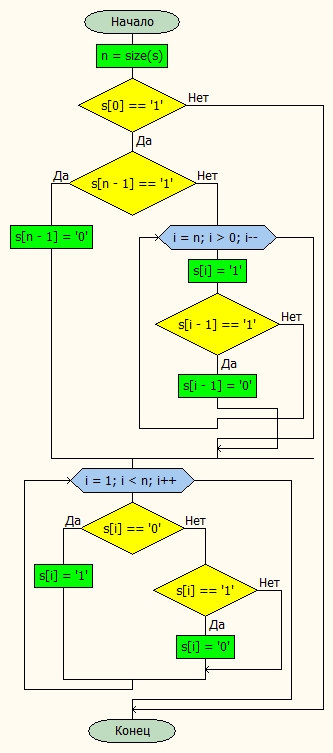 Начало
n = size(s)
s[0] == '1'
Нет
Да
Да
s[n - 1] == '1'
Нет
s[n - 1] = '0'
i = n; i > 0; i--
s[i] = '1'
s[i - 1] == '1'
Нет
Да
s[i - 1] = '0'
i = 1; i < n; i++
Да
s[i] == '0'
Нет
s[i] = '1'
s[i] == '1'
Нет
Да
s[i] = '0'
Конец